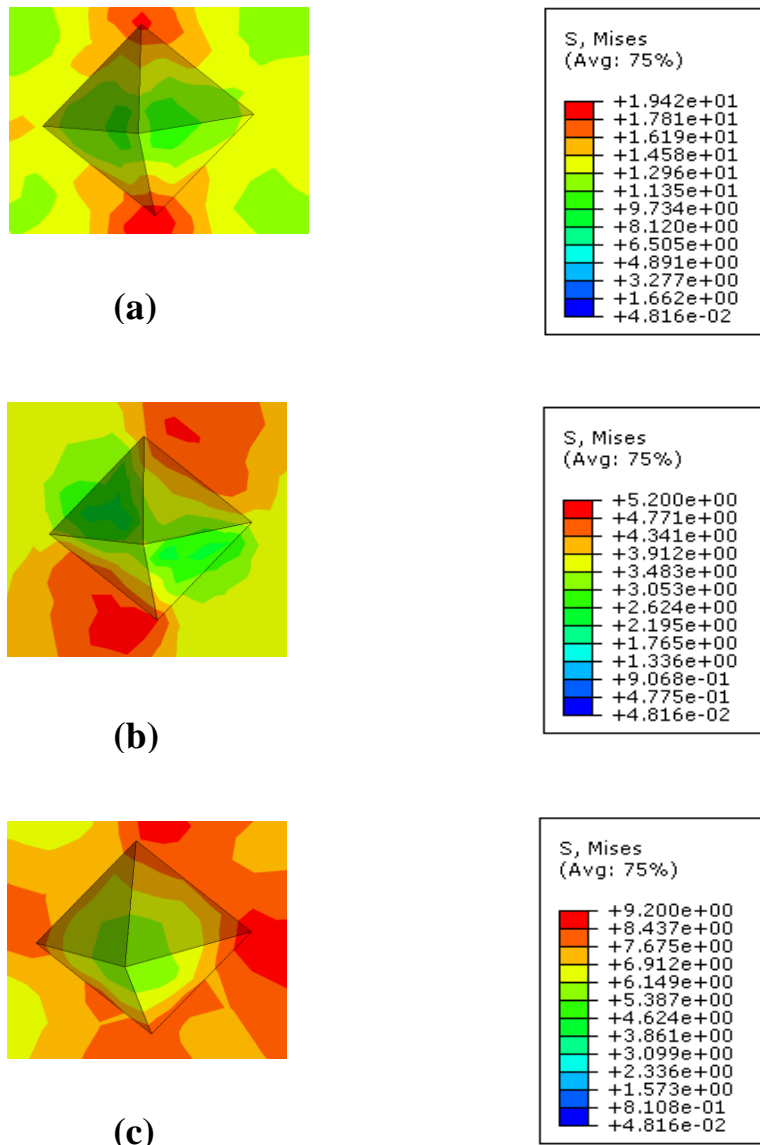 S, Mises
(Avg: 75%)
+1.942e+01
+1.781e+01
+1.619e+01
+1.458e+01
+1.296e+01
+1.135e+01
+9.734e+00
+8.120e+00
+6.505e+00
+4.891e+00
+3.277e+00
+1.662e+00
+4.816e-02
(a)
S, Mises
(Avg: 75%)
+5.200e+00
+4.771e+00
+4.341e+00
+3.912e+00
+3.483e+00
+3.053e+00
+2.624e+00
+2.195e+00
+1.765e+00
+1.336e+00
+9.068e-01
+4.775e-01
+4.816e-02
(b)
S, Mises
(Avg: 75%)
+9.200e+00
+8.437e+00
+7.675e+00
+6.912e+00
+6.149e+00
+5.387e+00
+4.624e+00
+3.861e+00
+3.099e+00
+2.336e+00
+1.573e+00
+8.108e-01
+4.816e-02
(c)